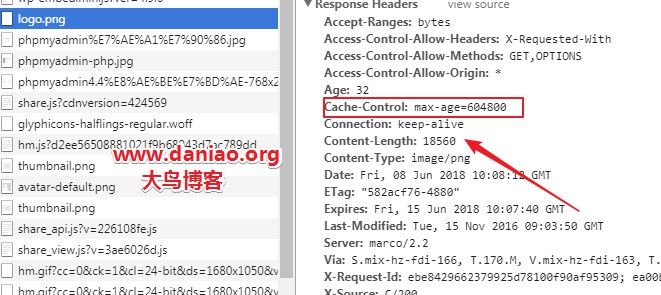 wp-embed.min.js?ver=4.9.6
logo.png
phpmyadmin%E7%AE%A1%E7%90%86.jpg
phpmyadmin-php.jpg
phpmyadmin4.4%E8%AE%BE%E7%BD%AE-768x2
share.js?cdnversion=424569
glyphicons-halflings-regular.woff
thumbnail.png
avatar-default.png
thumbnail.png
share_api.js?v=226108fe.js
share_view.js?v=3ae6026d.js
hm.gif?cc=0&ck=1&cl=24-bit&ds=1680x1050&v
hm.gif?cc=0&ck=1&cl=24-bit&ds=1680x1050&
www.daniao.org
大鸟博客
Response Headers view source
Accept-Ranges: bytes
Access-Control-Allow-Headers: X-Requested-With
Access-Control-Allow-Methods: GET,OPTIONS
Access-Control-Allow-Origin: *
Age: 32
Cache-Control: max-age=604800
Connection: keep-alive
Content-Length: 18560
Content-Type: image/png
Date: Fri, 08 Jun 2018 10:08:12 GMT
ETag: "582acf76-4880"
Expires: Fri, 15 Jun 2018 10:07:40 GMT
Last-Modified: Tue, 15 Nov 2016 09:03:50 GMT
Server: marco/2.2
Via: S.mix-hz-fdi-166, T.170.M, V.mix-hz-fdi-163, T.
X-Request-Id: ebe8429662379925d78100f90af95309; ea00
X-Source: C/200